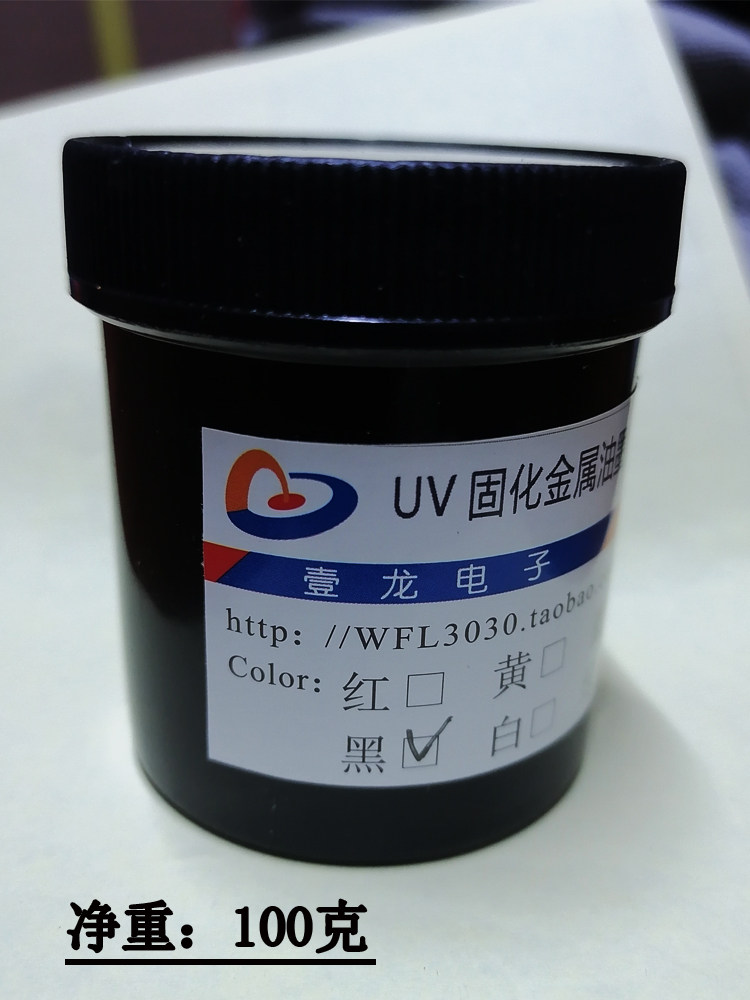 UV 固化金属油墨
壹龙电子
http: //WFL3030.taobao.
Color: 红 □ 黄 □
黑 ☑ 白 □
净重：100克